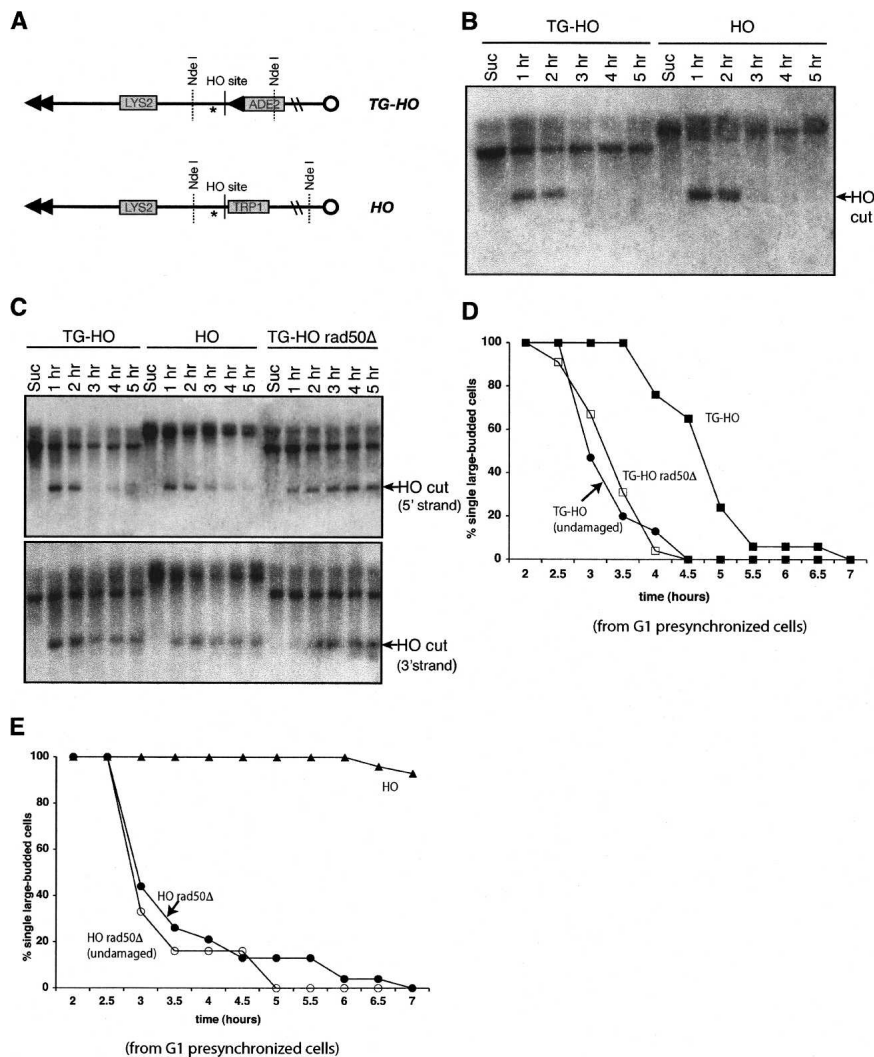 A
Nde I
HO site
Nde I
LYS2
*
ADE2
TG-HO
Nde I
HO site
Nde I
LYS2
*
TRP1
HO
B
TG-HO
HO
Suc
1 hr
2 hr
3 hr
4 hr
5 hr
Suc
1 hr
2 hr
3 hr
4 hr
5 hr
HO
cut
C
TG-HO
HO
TG-HO rad50Δ
Suc
1 hr
2 hr
3 hr
4 hr
5 hr
Suc
1 hr
2 hr
3 hr
4 hr
5 hr
Suc
1 hr
2 hr
3 hr
4 hr
5 hr
HO cut
(5' strand)
HO cut
(3'strand)
D
% single large-budded cells
100
80
60
40
20
0
TG-HO
TG-HO rad50Δ
TG-HO
(undamaged)
2 2.5 3 3.5 4 4.5 5 5.5 6 6.5 7
time (hours)
(from G1 presynchronized cells)
E
% single large-budded cells
100
80
60
40
20
0
HO
HO rad50Δ
HO rad50Δ
(undamaged)
2 2.5 3 3.5 4 4.5 5 5.5 6 6.5 7
time (hours)
(from G1 presynchronized cells)